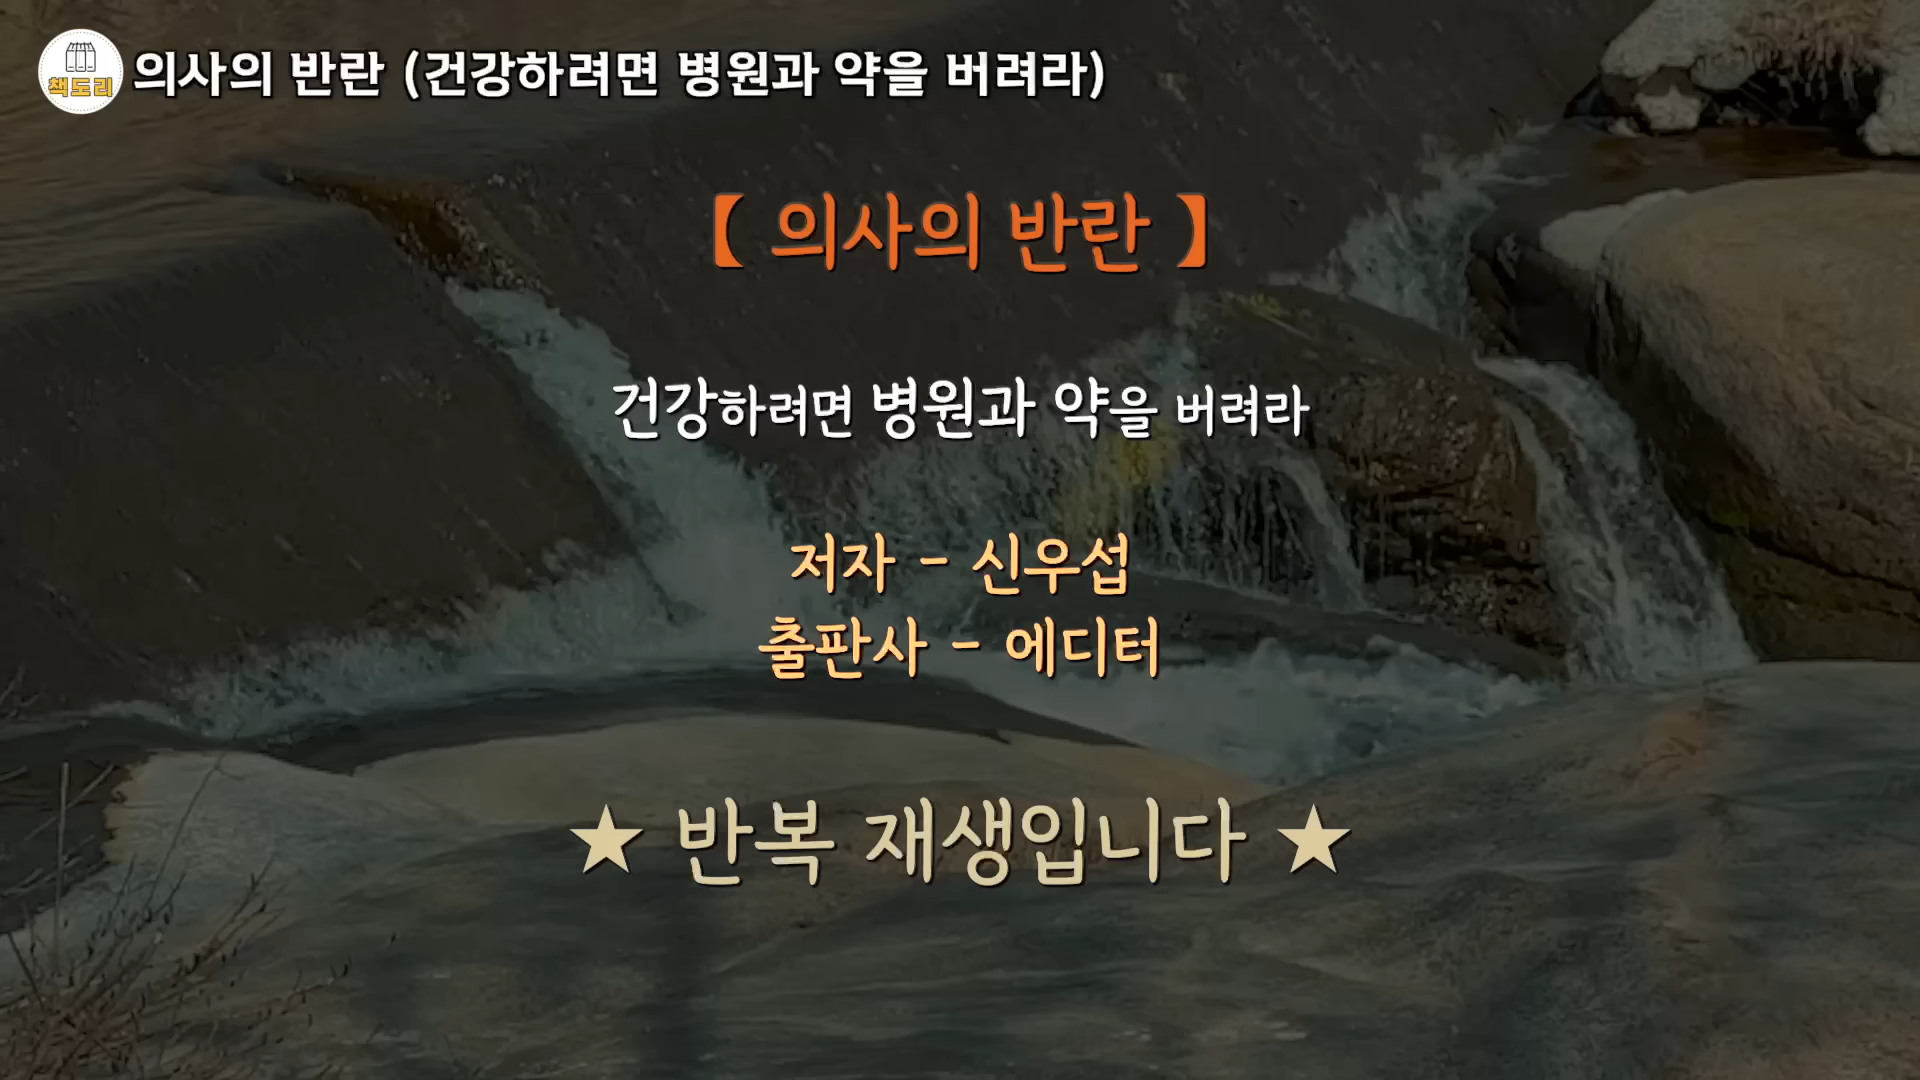 책도리
의사의 반란 (건강하려면 병원과 약을 버려라)
【 의사의 반란 】
건강하려면 병원과 약을 버려라
저자 - 신우섭
출판사 - 에디터
★ 반복 재생입니다 ★